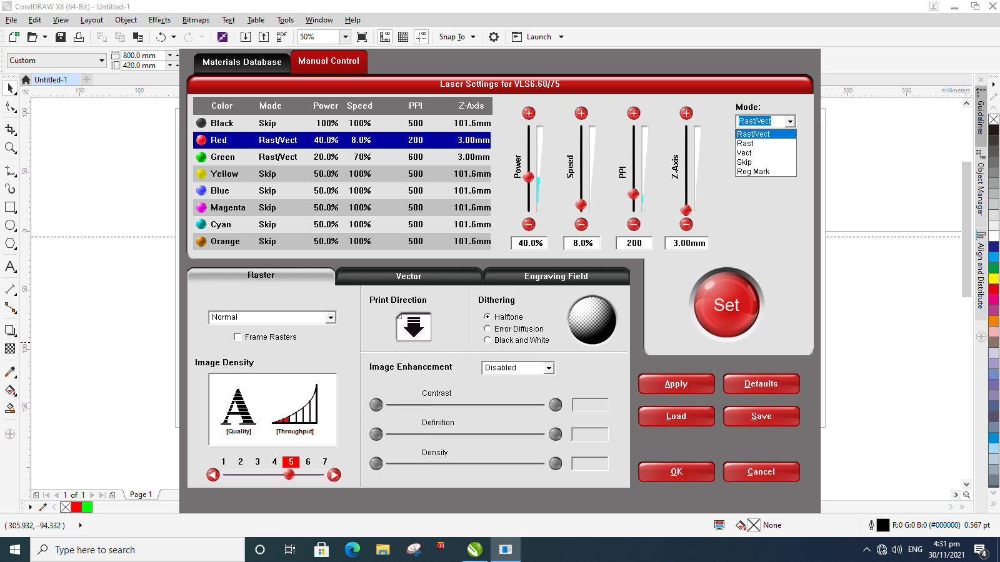 CorelDRAW X8 (64-Bit) - Untitled-1
File Edit View Layout Object Effects Bitmaps Text Table Tools Window Help
PDF 50% Snap To Launch
Custom 800.0 mm
420.0 mm
Untitled-1
150 100 500 550 millimeters
Materials Database Manual Control
Laser Settings for VLS6.60/75
Color Mode Power Speed PPI Z-Axis
Black Skip 100% 100% 500 101.6mm
Red Rast/Vect 40.0% 8.0% 200 3.00mm
Green Rast/Vect 20.0% 70% 600 3.00mm
Yellow Skip 50.0% 100% 500 101.6mm
Blue Skip 50.0% 100% 500 101.6mm
Magenta Skip 50.0% 100% 500 101.6mm
Cyan Skip 50.0% 100% 500 101.6mm
Orange Skip 50.0% 100% 500 101.6mm
Power Speed PPI Z-Axis
40.0% 8.0% 200 3.00mm
Mode:
Rast/Vect
Rast/Vect
Rast
Vect
Skip
Reg Mark
Guidelines
Object Manager
Align and Distribute
100
50
0
50
100
150
Raster Vector Engraving Field
Normal
Frame Rasters
Print Direction
Dithering
Halftone
Error Diffusion
Black and White
Set
Image Density
A
[Quality] [Throughput]
1 2 3 4 5 6 7
Image Enhancement Disabled
Contrast
Definition
Density
Apply Defaults
Load Save
OK Cancel
1 of 1 Page 1
( 305.932, -94.332 ) None R:0 G:0 B:0 (#000000) 0.567 pt
Type here to search
ENG 4:31 pm
30/11/2021
4